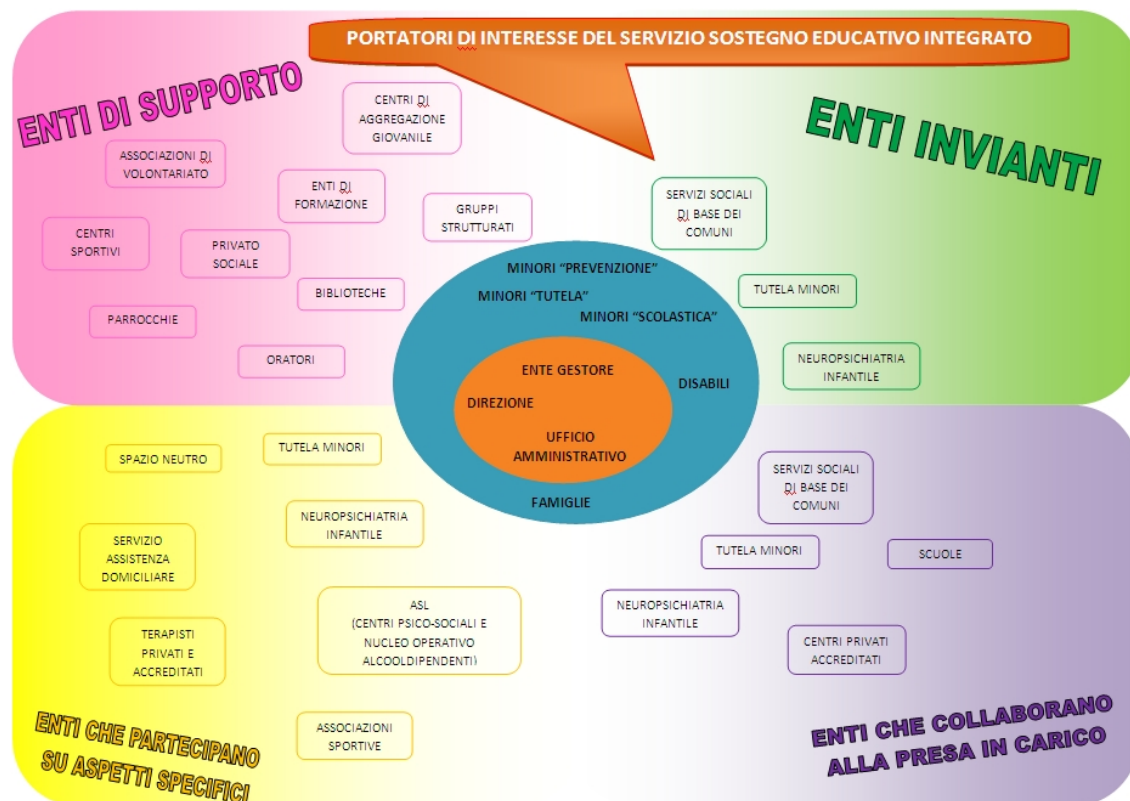 PORTATORI DI INTERESSE DEL SERVIZIO SOSTEGNO EDUCATIVO INTEGRATO
ENTI DI SUPPORTO
CENTRI DI
AGGREGAZIONE
GIOVANILE
ASSOCIAZIONI DI
VOLONTARIATO
ENTI DI
FORMAZIONE
GRUPPI
STRUTTURATI
CENTRI
SPORTIVI
PRIVATO
SOCIALE
BIBLIOTECHE
PARROCCHIE
ORATORI
ENTI INVIANTI
SERVIZI SOCIALI
DI BASE DEI
COMUNI
TUTELA MINORI
NEUROPSICHIATRIA
INFANTILE
MINORI “PREVENZIONE”
MINORI “TUTELA”
MINORI “SCOLASTICA”
DISABILI
FAMIGLIE
ENTE GESTORE
DIREZIONE
UFFICIO
AMMINISTRATIVO
SPAZIO NEUTRO
TUTELA MINORI
NEUROPSICHIATRIA
INFANTILE
SERVIZIO
ASSISTENZA
DOMICILIARE
ASL
(CENTRI PSICO-SOCIALI E
NUCLEO OPERATIVO
ALCOOLDIPENDENTI)
TERAPISTI
PRIVATI E
ACCREDITATI
ASSOCIAZIONI
SPORTIVE
ENTI CHE PARTECIPANO
SU ASPETTI SPECIFICI
SERVIZI SOCIALI
DI BASE DEI
COMUNI
TUTELA MINORI
SCUOLE
NEUROPSICHIATRIA
INFANTILE
CENTRI PRIVATI
ACCREDITATI
ENTI CHE COLLABORANO
ALLA PRESA IN CARICO